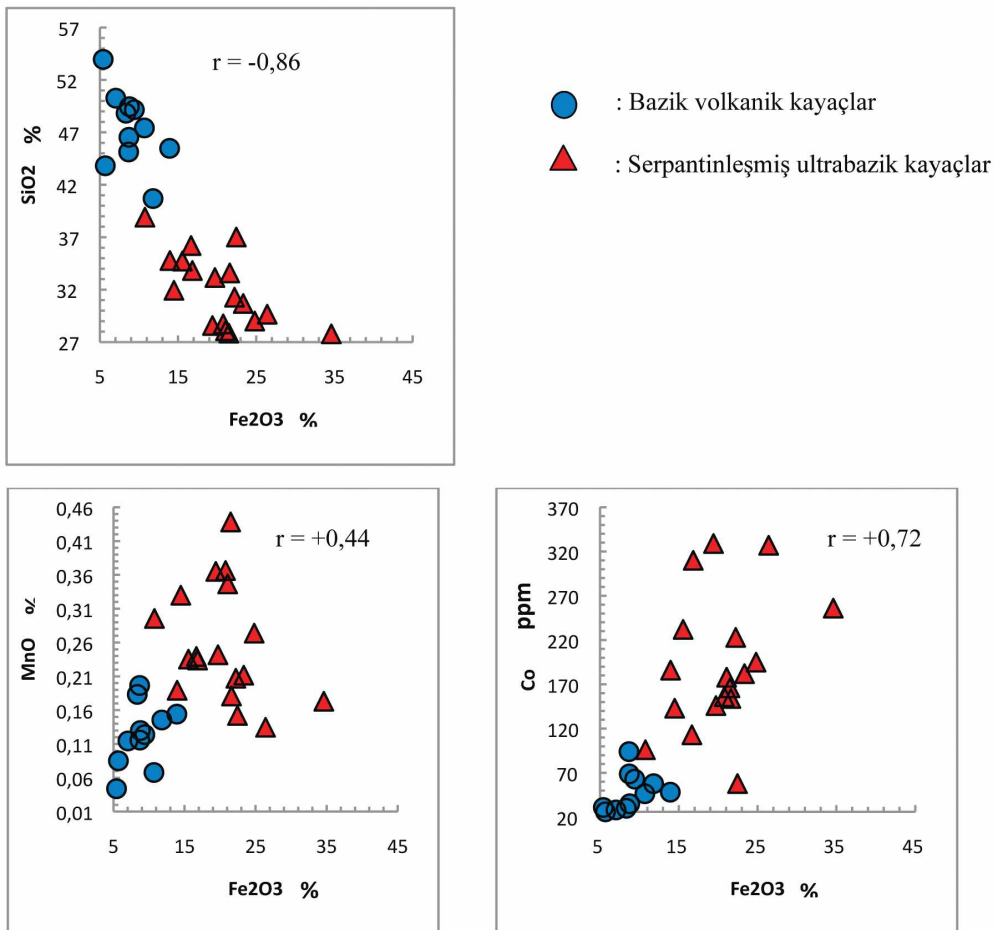 57
52
47
42
37
32
27
SiO2 %
r = -0,86
5 15 25 35 45
Fe2O3 %
: Bazik volkanik kayaçlar
: Serpantinleşmiş ultrabazik kayaçlar
0,46
0,41
0,36
0,31
0,26
0,21
0,16
0,11
0,06
0,01
MnO %
r = +0,44
5 15 25 35 45
Fe2O3 %
370
320
270
220
170
120
70
20
Co ppm
r = +0,72
5 15 25 35 45
Fe2O3 %